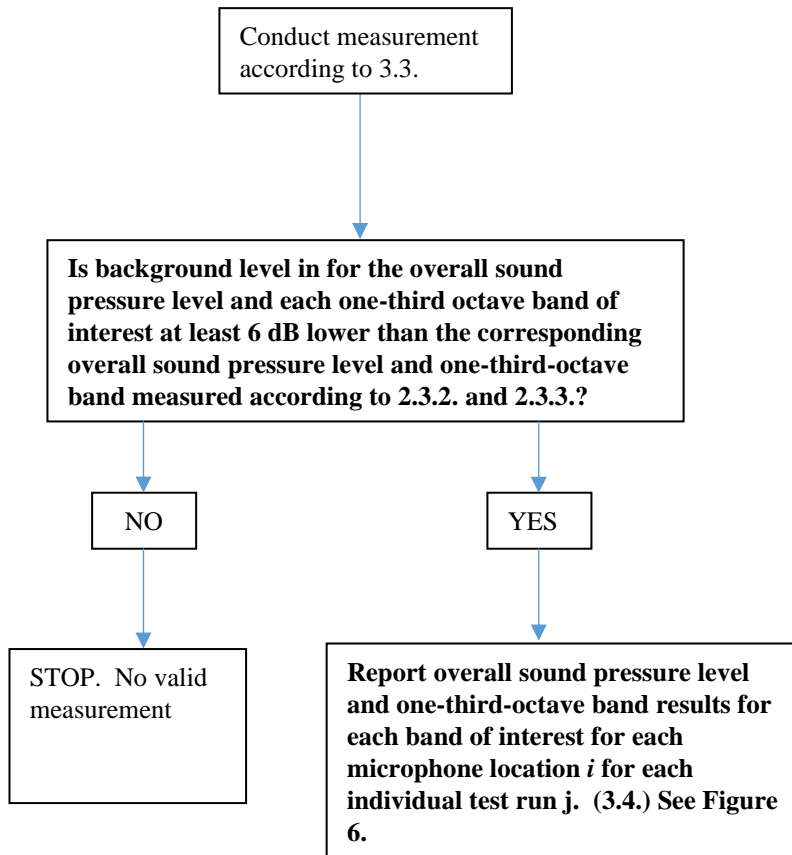 Conduct measurement
according to 3.3.
Is background level in for the overall sound
pressure level and each one-third octave band of
interest at least 6 dB lower than the corresponding
overall sound pressure level and one-third-octave
band measured according to 2.3.2. and 2.3.3.?
NO
YES
STOP.  No valid
measurement
Report overall sound pressure level
and one-third-octave band results for
each band of interest for each
microphone location i for each
individual test run j.  (3.4.) See Figure
6.